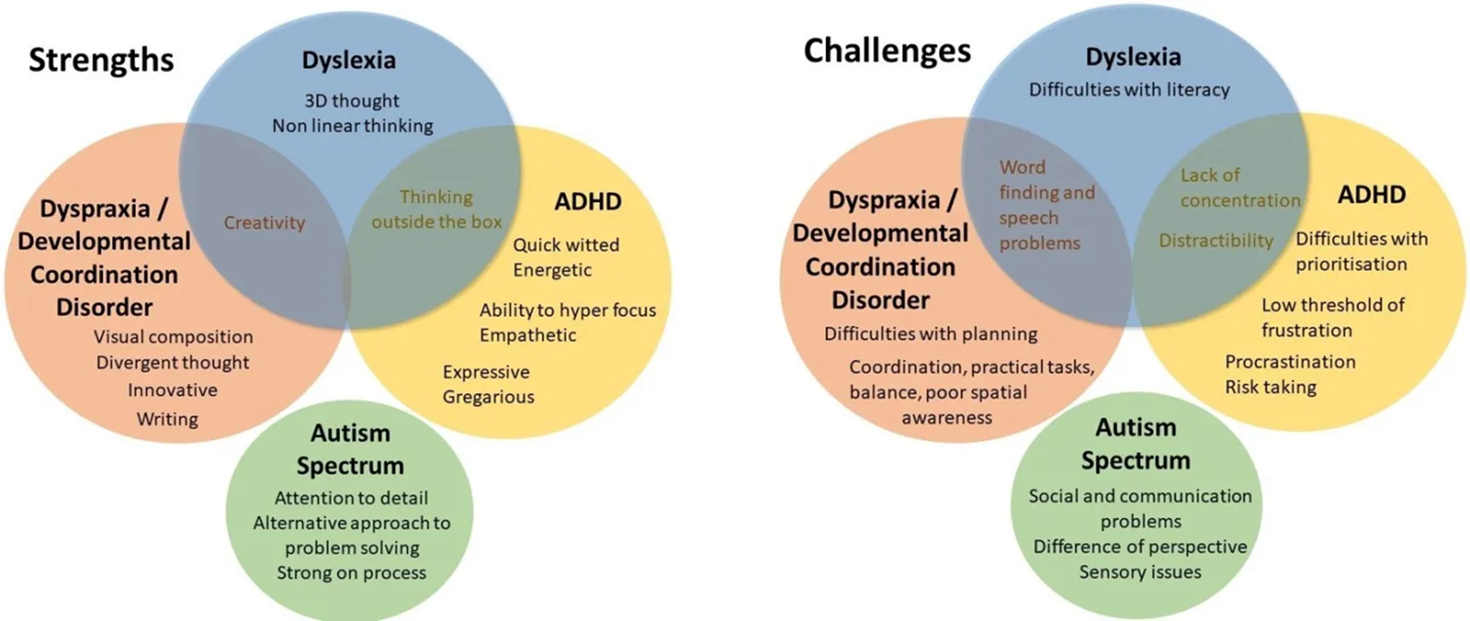 Strengths
Dyslexia
3D thought
Non linear thinking
Dyspraxia /
Developmental
Coordination
Disorder
Visual composition
Divergent thought
Innovative
Writing
Creativity
Thinking
outside the box
ADHD
Quick witted
Energetic
Ability to hyper focus
Empathetic
Expressive
Gregarious
Autism
Spectrum
Attention to detail
Alternative approach to
problem solving
Strong on process
Challenges
Dyslexia
Difficulties with literacy
Dyspraxia /
Developmental
Coordination
Disorder
Difficulties with planning
Coordination, practical tasks,
balance, poor spatial
awareness
Word
finding and
speech
problems
Lack of
concentration
Distractibility
ADHD
Difficulties with
prioritisation
Low threshold of
frustration
Procrastination
Risk taking
Autism
Spectrum
Social and communication
problems
Difference of perspective
Sensory issues